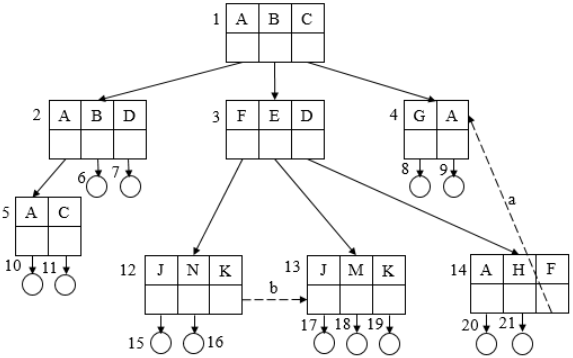 1 A B C
2 A B D
3 F E D
4 G A
6 7
8 9
a
5 A C
10 11
12 J N K
13 J M K
14 A H F
b
15 16
17 18 19
20 21